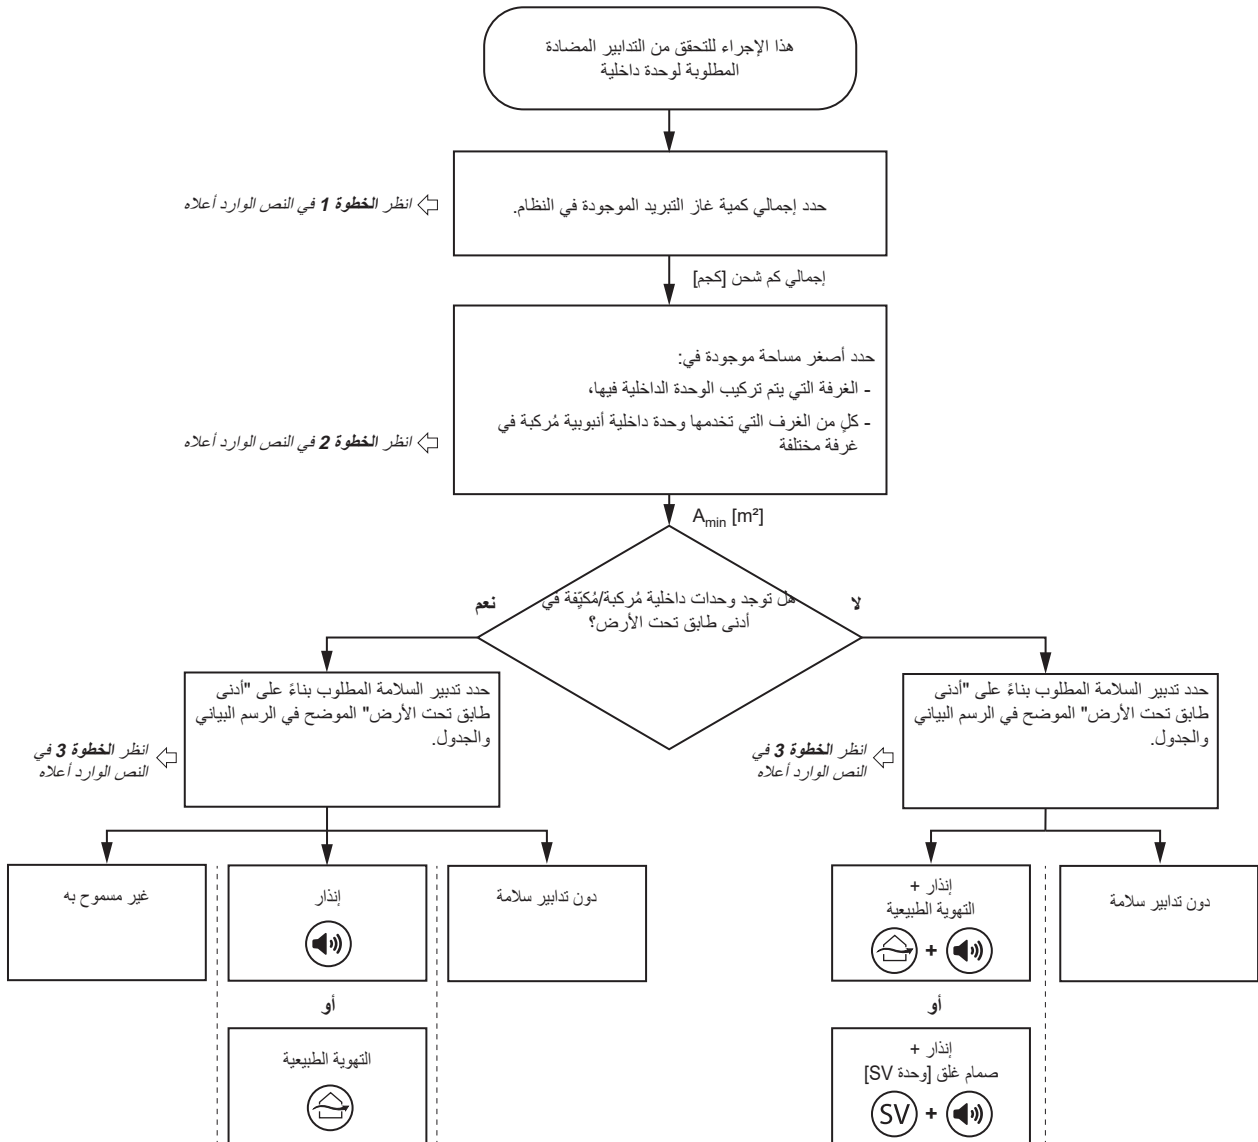 هذا الإجراء للتحقق من التدابير المضادة
المطلوبة لوحدة داخلية
حدد إجمالي كمية غاز التبريد الموجودة في النظام.
انظر الخطوة 1 في النص الوارد أعلاه
إجمالي كم شحن [كجم]
حدد أصغر مساحة موجودة في:
- الغرفة التي يتم تركيب الوحدة الداخلية فيها،
- كلٍ من الغرف التي تخدمها وحدة داخلية أنبوبية مُركبة في
غرفة مختلفة
انظر الخطوة 2 في النص الوارد أعلاه
Amin [m²]
هل توجد وحدات داخلية مُركبة/مُكيِّفة في
أدنى طابق تحت الأرض؟
لا
نعم
حدد تدبير السلامة المطلوب بناءً على "أدنى
طابق تحت الأرض" الموضح في الرسم البياني
والجدول.
انظر الخطوة 3 في
النص الوارد أعلاه
حدد تدبير السلامة المطلوب بناءً على "أدنى
طابق تحت الأرض" الموضح في الرسم البياني
والجدول.
انظر الخطوة 3 في
النص الوارد أعلاه
دون تدابير سلامة
إنذار +
التهوية الطبيعية
+
أو
إنذار +
صمام غلق [وحدة SV]
SV +
دون تدابير سلامة
إنذار
أو
التهوية الطبيعية
غير مسموح به